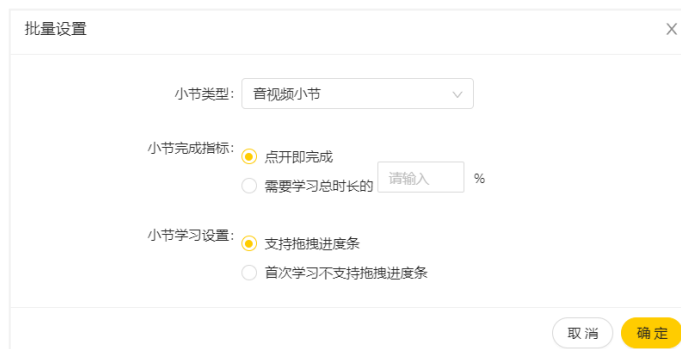 批量设置
小节类型: 音视频小节
小节完成指标: 点开即完成
需要学习总时长的 请输入 %
小节学习设置: 支持拖拽进度条
首次学习不支持拖拽进度条
取消 确定